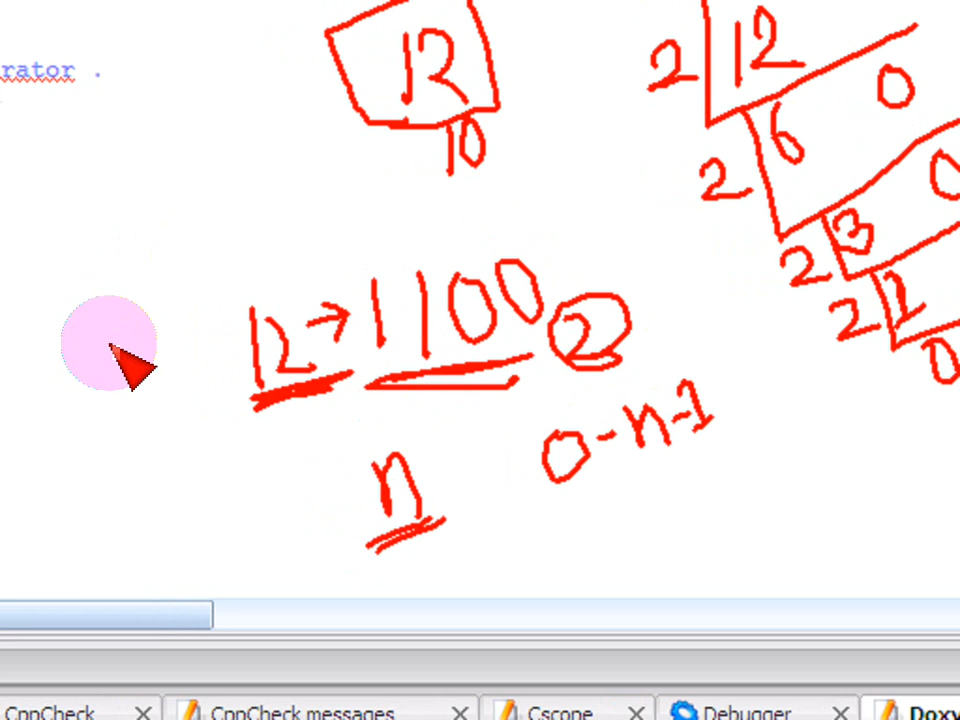 rator .
12
10
2 12
2 6 0
2 3 0
2 1
0
12 → 1100 2
n 0-n-1
CppCheck CppCheck messages Cscope Debugger Doxy